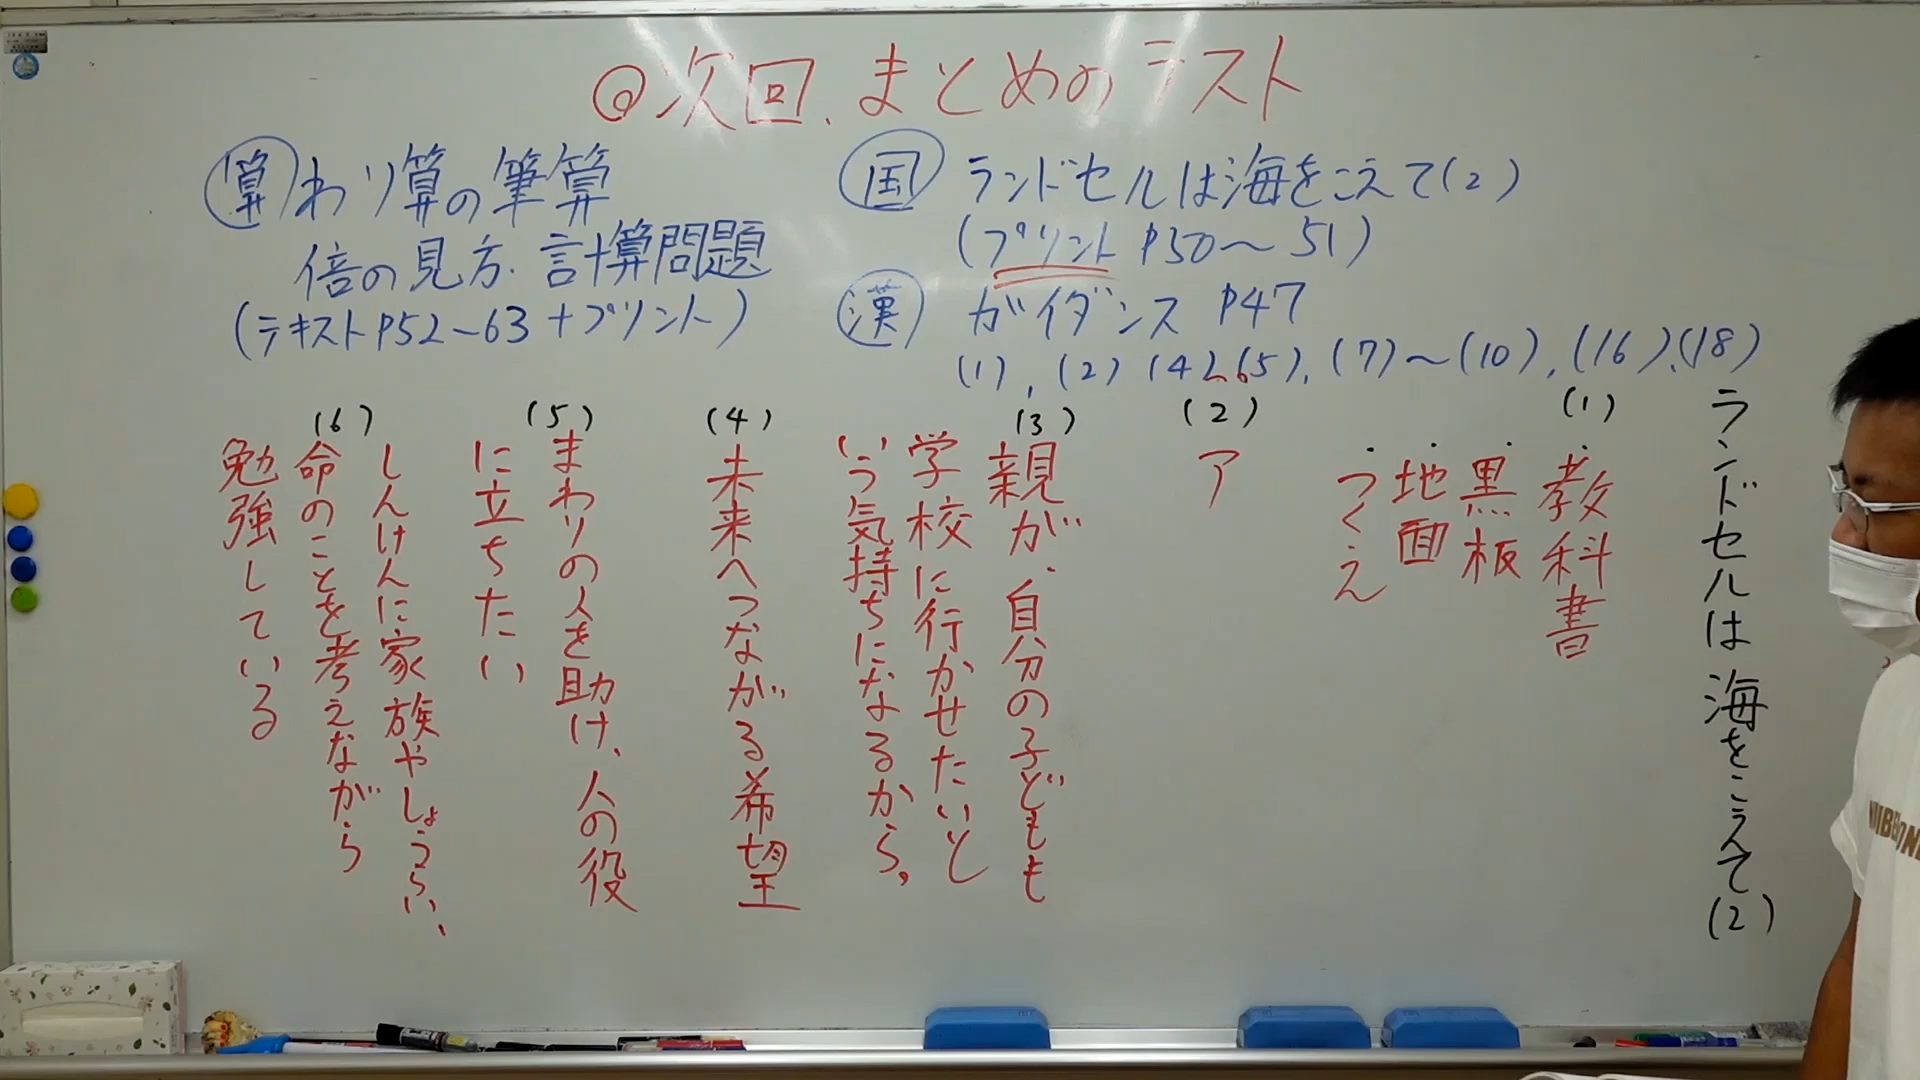 ◎次回、まとめのテスト
算 わり算の筆算
倍の見方、計算問題
(テキストP52~63+プリント)
国 ランドセルは海をこえて(2)
(プリント P50~51)
漢 ガイダンス P47
(1), (2) (4), (5), (7)~(10), (16), (18)
ランドセルは海をこえて(2)
(1)
・教科書
・黒板
・地面
・つくえ
(2)
ア
(3)
親が、自分の子どもも
学校に行かせたいと
いう気持ちになるから。
(4)
未来へつながる希望
(5)
まわりの人を助け、人の役
に立ちたい
(6)
しんけんに家族やしょうらい、
命のことを考えながら
勉強している